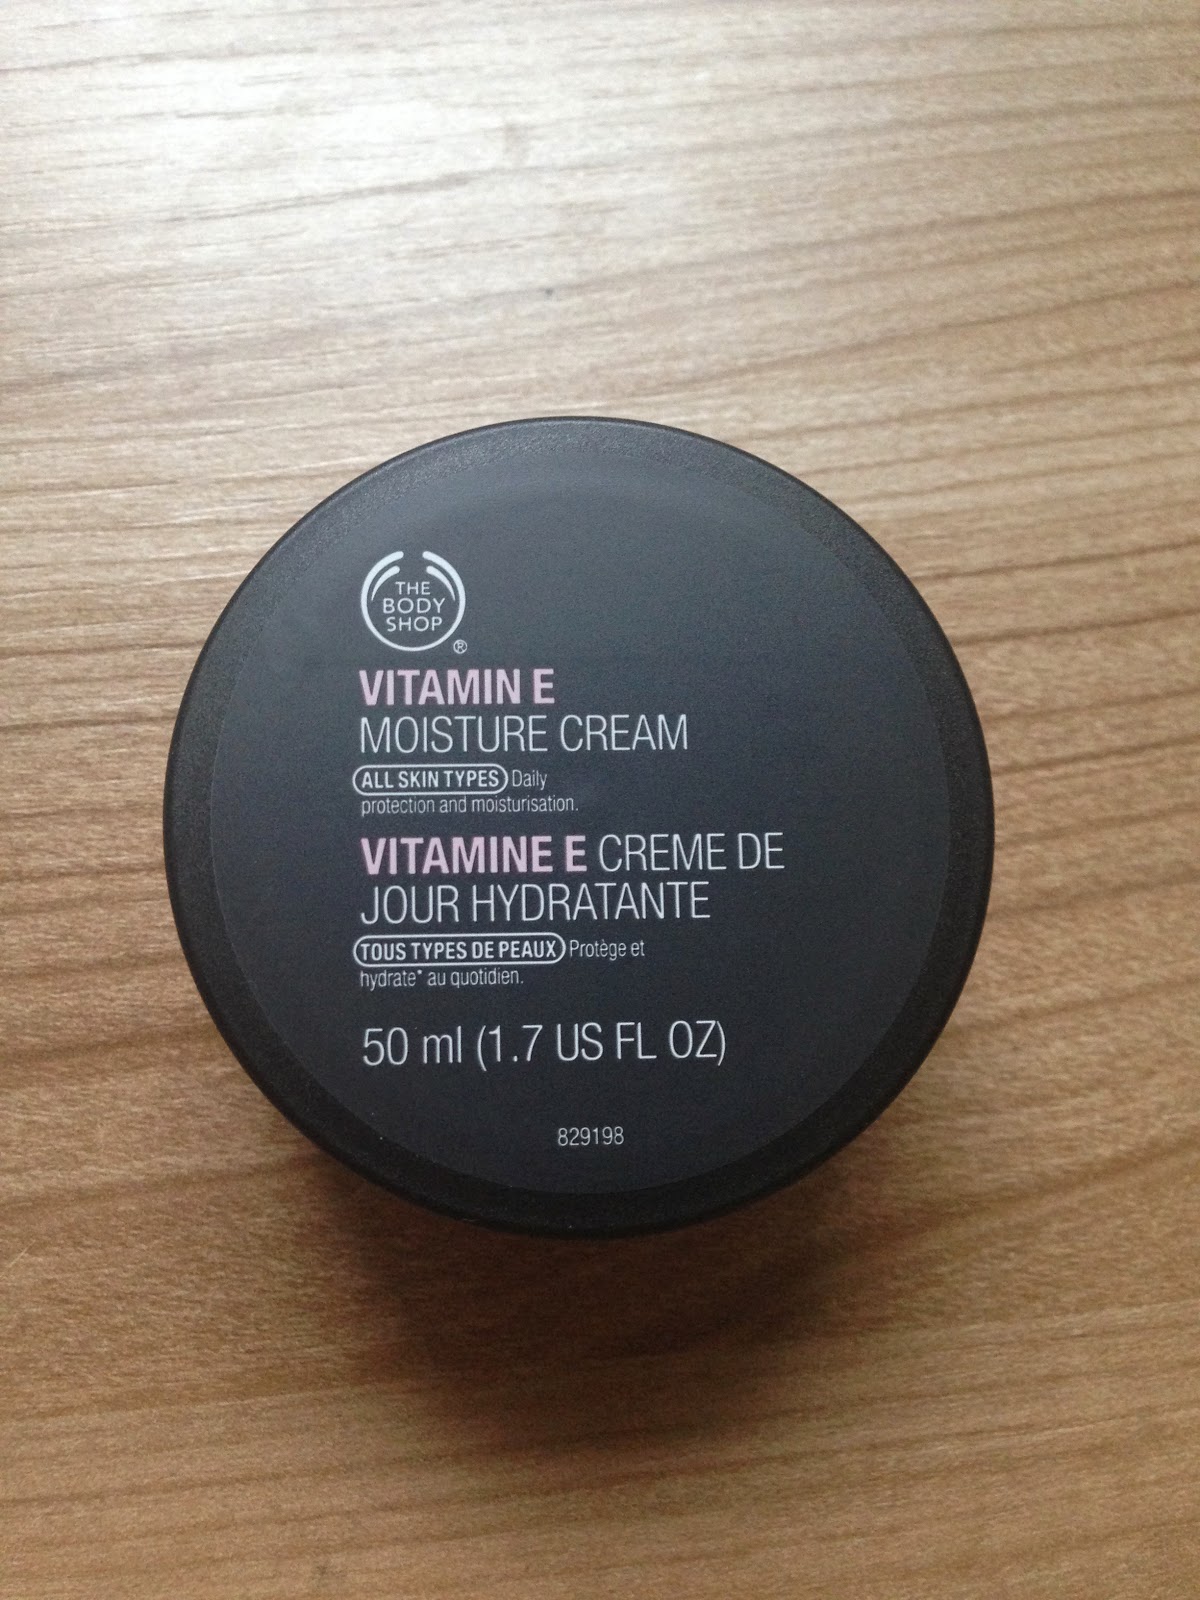 THE
BODY
SHOP
®
VITAMIN E
MOISTURE CREAM
ALL SKIN TYPES Daily
protection and moisturisation.
VITAMINE E CREME DE
JOUR HYDRATANTE
TOUS TYPES DE PEAUX Protège et
hydrate* au quotidien.
50 ml (1.7 US FL OZ)
829198